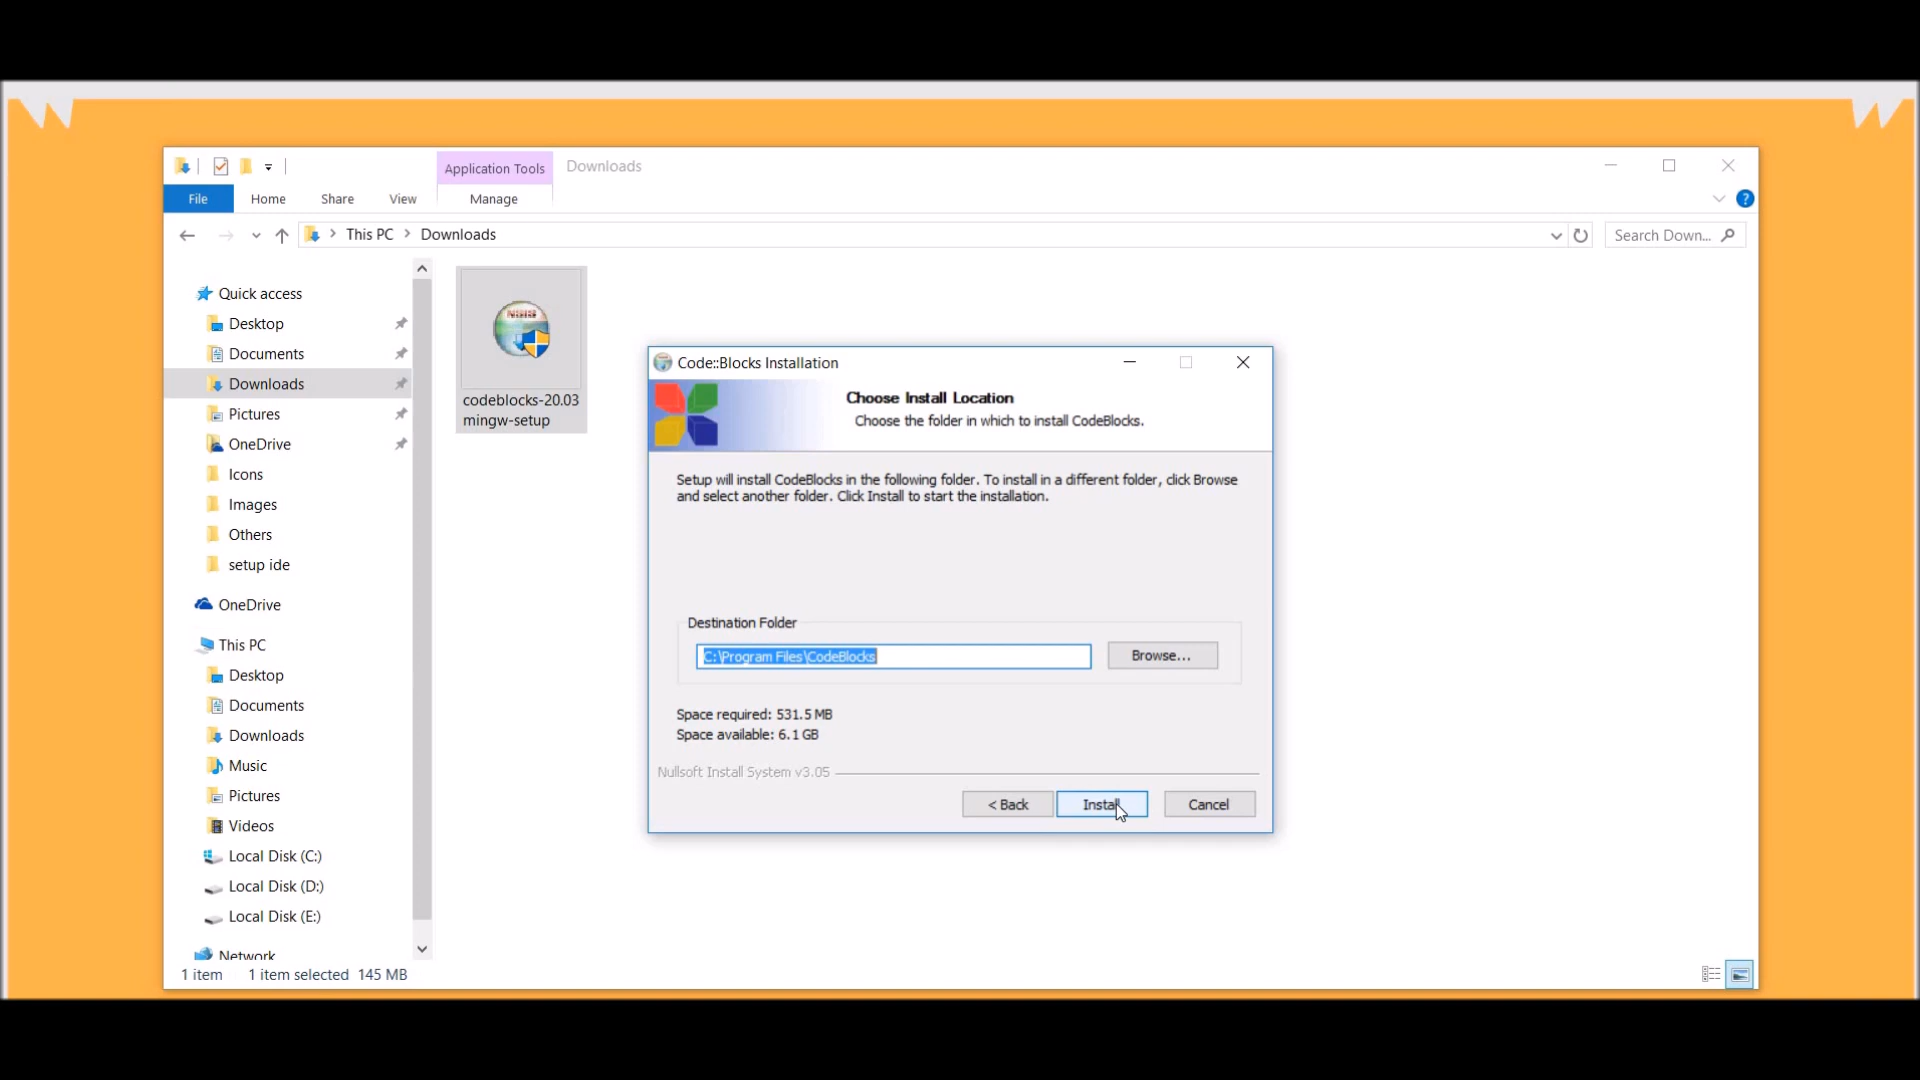 Application Tools
Downloads
File
Home
Share
View
Manage
This PC > Downloads
Search Down...
Quick access
Desktop
Documents
Downloads
Pictures
OneDrive
Icons
Images
Others
setup ide
OneDrive
This PC
Desktop
Documents
Downloads
Music
Pictures
Videos
Local Disk (C:)
Local Disk (D:)
Local Disk (E:)
Network
codeblocks-20.03
mingw-setup
Code::Blocks Installation
Choose Install Location
Choose the folder in which to install CodeBlocks.
Setup will install CodeBlocks in the following folder. To install in a different folder, click Browse
and select another folder. Click Install to start the installation.
Destination Folder
C:\Program Files\CodeBlocks
Browse...
Space required: 531.5 MB
Space available: 6.1 GB
Nullsoft Install System v3.05
< Back
Install
Cancel
1 item
1 item selected
145 MB